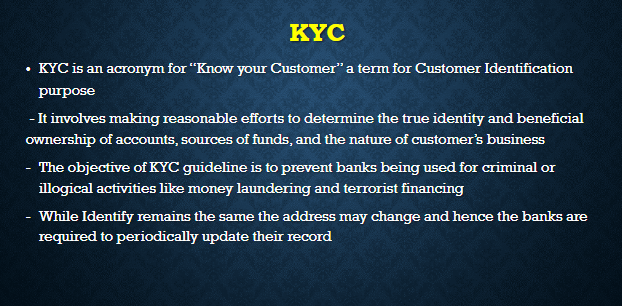 KYC
• KYC is an acronym for “Know your Customer” a term for Customer Identification
purpose
- It involves making reasonable efforts to determine the true identity and beneficial
ownership of accounts, sources of funds, and the nature of customer’s business
- The objective of KYC guideline is to prevent banks being used for criminal or
illogical activities like money laundering and terrorist financing
- While Identify remains the same the address may change and hence the banks are
required to periodically update their record